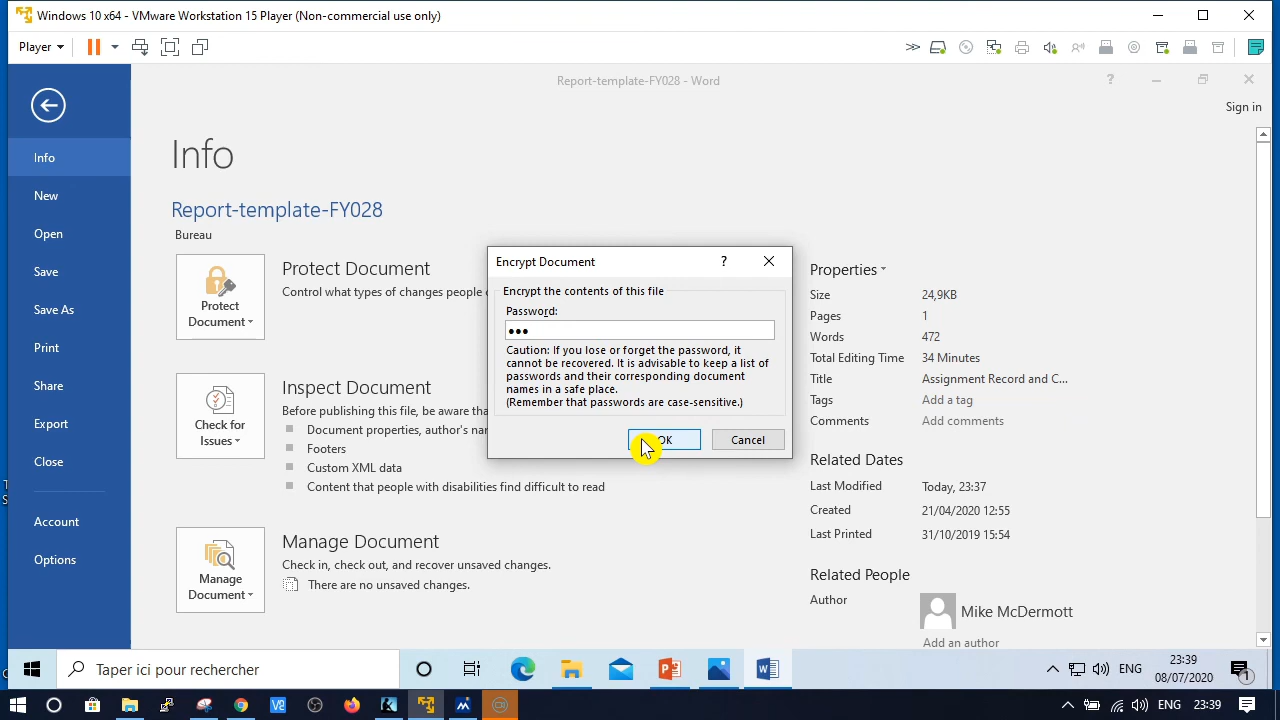 Windows 10 x64 - VMware Workstation 15 Player (Non-commercial use only)
Player
Report-template-FY028 - Word
?
Sign in
Info
New
Open
Save
Save As
Print
Share
Export
Close
Account
Options
Info
Report-template-FY028
Bureau
Protect Document
Protect Document
Control what types of changes people
Check for Issues
Inspect Document
Before publishing this file, be aware
Document properties, author's
Footers
Custom XML data
Content that people with disabilities find difficult to read
Manage Document
Manage Document
Check in, check out, and recover unsaved changes.
There are no unsaved changes.
Encrypt Document
?
Encrypt the contents of this file
Password:
•••
Caution: If you lose or forget the password, it
cannot be recovered. It is advisable to keep a list of
passwords and their corresponding document
names in a safe place.
(Remember that passwords are case-sensitive.)
OK
Cancel
Properties
Size 24,9KB
Pages 1
Words 472
Total Editing Time 34 Minutes
Title Assignment Record and C...
Tags Add a tag
Comments Add comments
Related Dates
Last Modified Today, 23:37
Created 21/04/2020 12:55
Last Printed 31/10/2019 15:54
Related People
Author Mike McDermott
Add an author
Taper ici pour rechercher
ENG
23:39
08/07/2020
1
ENG 23:39